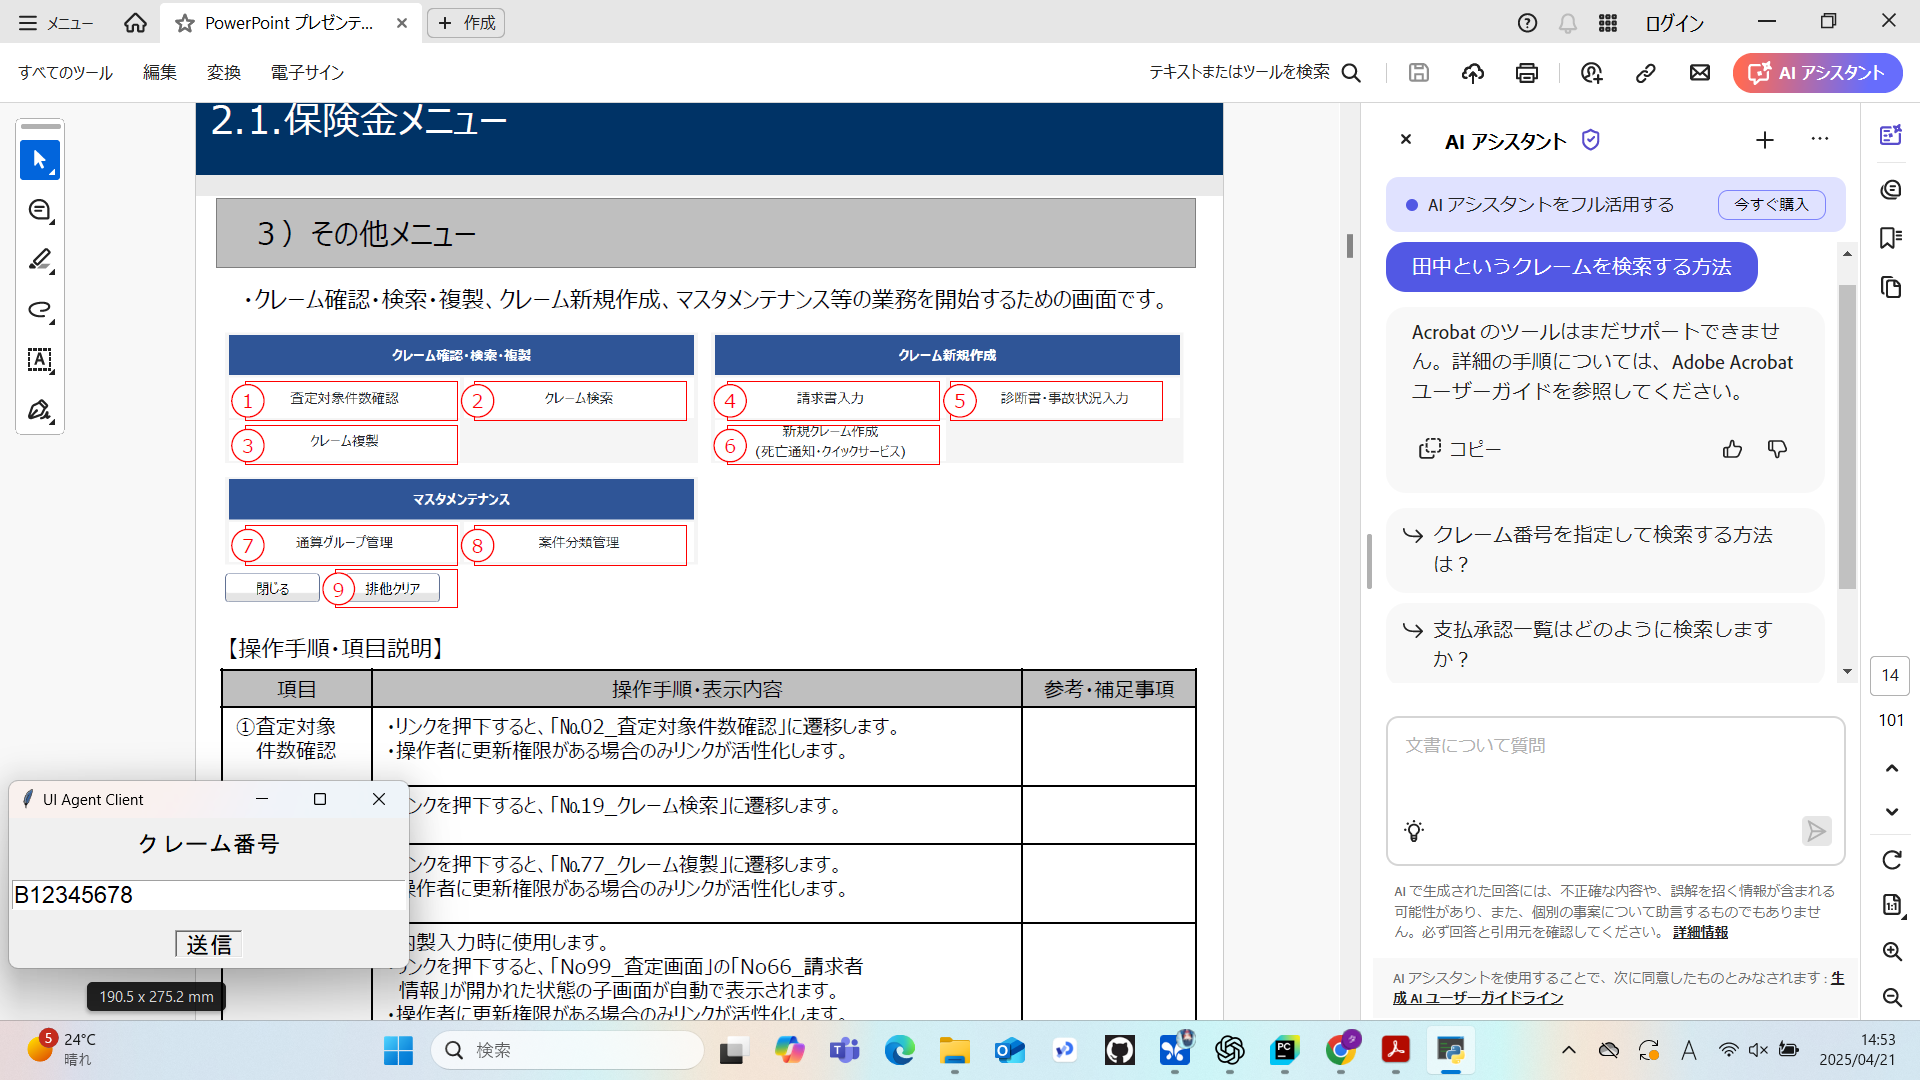 メニュー
PowerPoint プレゼンテ...
作成
ログイン
すべてのツール
編集
変換
電子サイン
テキストまたはツールを検索
AI アシスタント
2.1.保険金メニュー
３）その他メニュー
・クレーム確認・検索・複製、クレーム新規作成、マスタメンテナンス等の業務を開始するための画面です。
クレーム確認・検索・複製
クレーム新規作成
1 査定対象件数確認
2 クレーム検索
4 請求書入力
5 診断書・事故状況入力
3 クレーム複製
6 新規クレーム作成
(死亡通知・クイックサービス)
マスタメンテナンス
7 通算グループ管理
8 案件分類管理
閉じる
9 排他クリア
【操作手順・項目説明】
項目
操作手順・表示内容
参考・補足事項
①査定対象
件数確認
・リンクを押下すると、「№02_査定対象件数確認」に遷移します。
・操作者に更新権限がある場合のみリンクが活性化します。
ンクを押下すると、「№19_クレーム検索」に遷移します。
ンクを押下すると、「№77_クレーム複製」に遷移します。
操作者に更新権限がある場合のみリンクが活性化します。
内製入力時に使用します。
リンクを押下すると、「No99_査定画面」の「No66_請求者
情報」が開かれた状態の子画面が自動で表示されます。
・操作者に更新権限がある場合のみリンクが活性化します。
UI Agent Client
クレーム番号
B12345678
送信
190.5 x 275.2 mm
AI アシスタント
AI アシスタントをフル活用する
今すぐ購入
田中というクレームを検索する方法
Acrobat のツールはまだサポートできませ
ん。詳細の手順については、Adobe Acrobat
ユーザーガイドを参照してください。
コピー
クレーム番号を指定して検索する方法
は？
支払承認一覧はどのように検索します
か？
文書について質問
AI で生成された回答には、不正確な内容や、誤解を招く情報が含まれる
可能性があり、また、個別の事案について助言するものでもありませ
ん。必ず回答と引用元を確認してください。 詳細情報
AI アシスタントを使用することで、次に同意したものとみなされます : 生
成 AI ユーザーガイドライン
14
101
1:1
5
24°C
晴れ
検索
PC
タ
A
14:53
2025/04/21